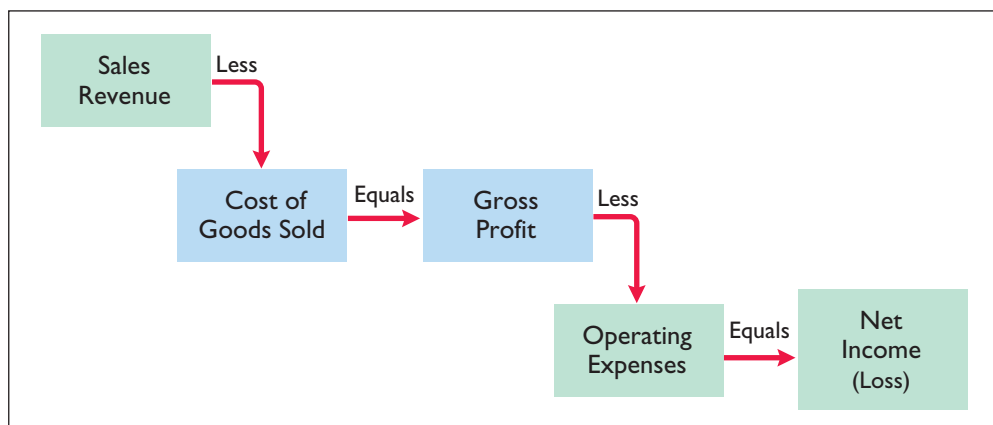 Sales
Revenue
Less
Cost of
Goods Sold
Equals
Gross
Profit
Less
Operating
Expenses
Equals
Net
Income
(Loss)